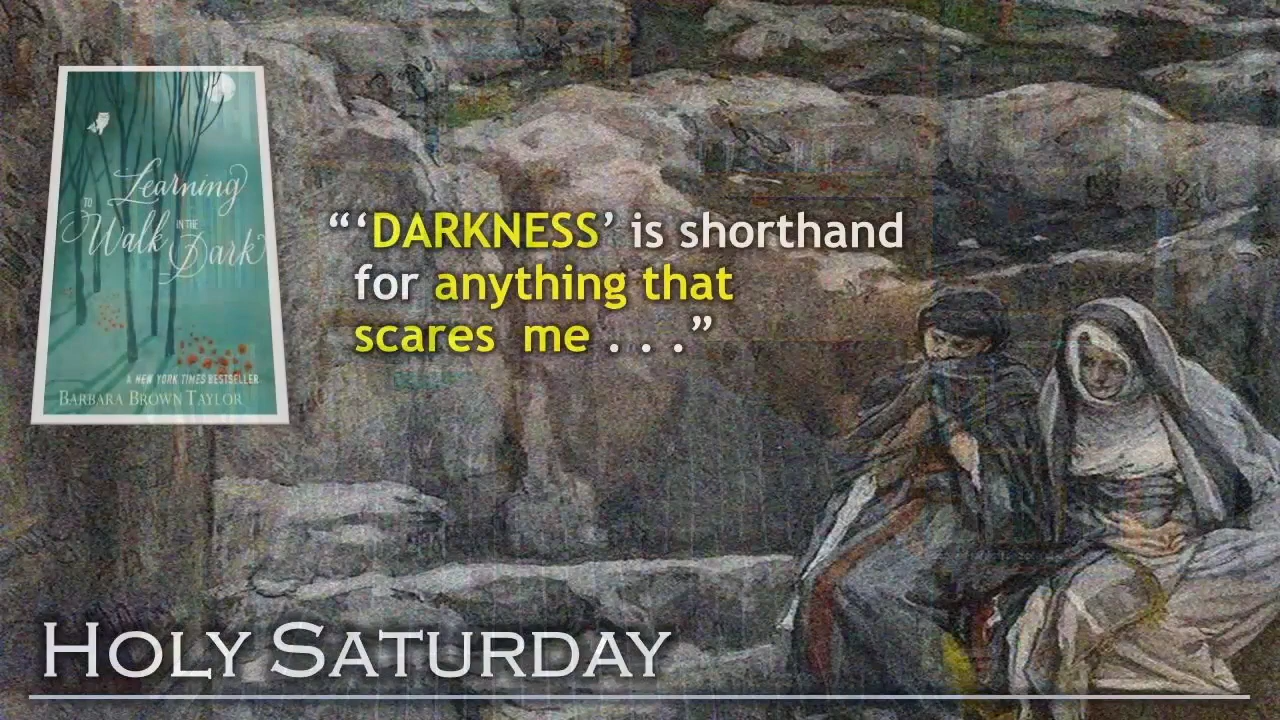 Learning
TO
Walk IN THE
Dark
A NEW YORK TIMES BESTSELLER
BARBARA BROWN TAYLOR
“‘DARKNESS’ is shorthand
for anything that
scares me . . .”
HOLY SATURDAY